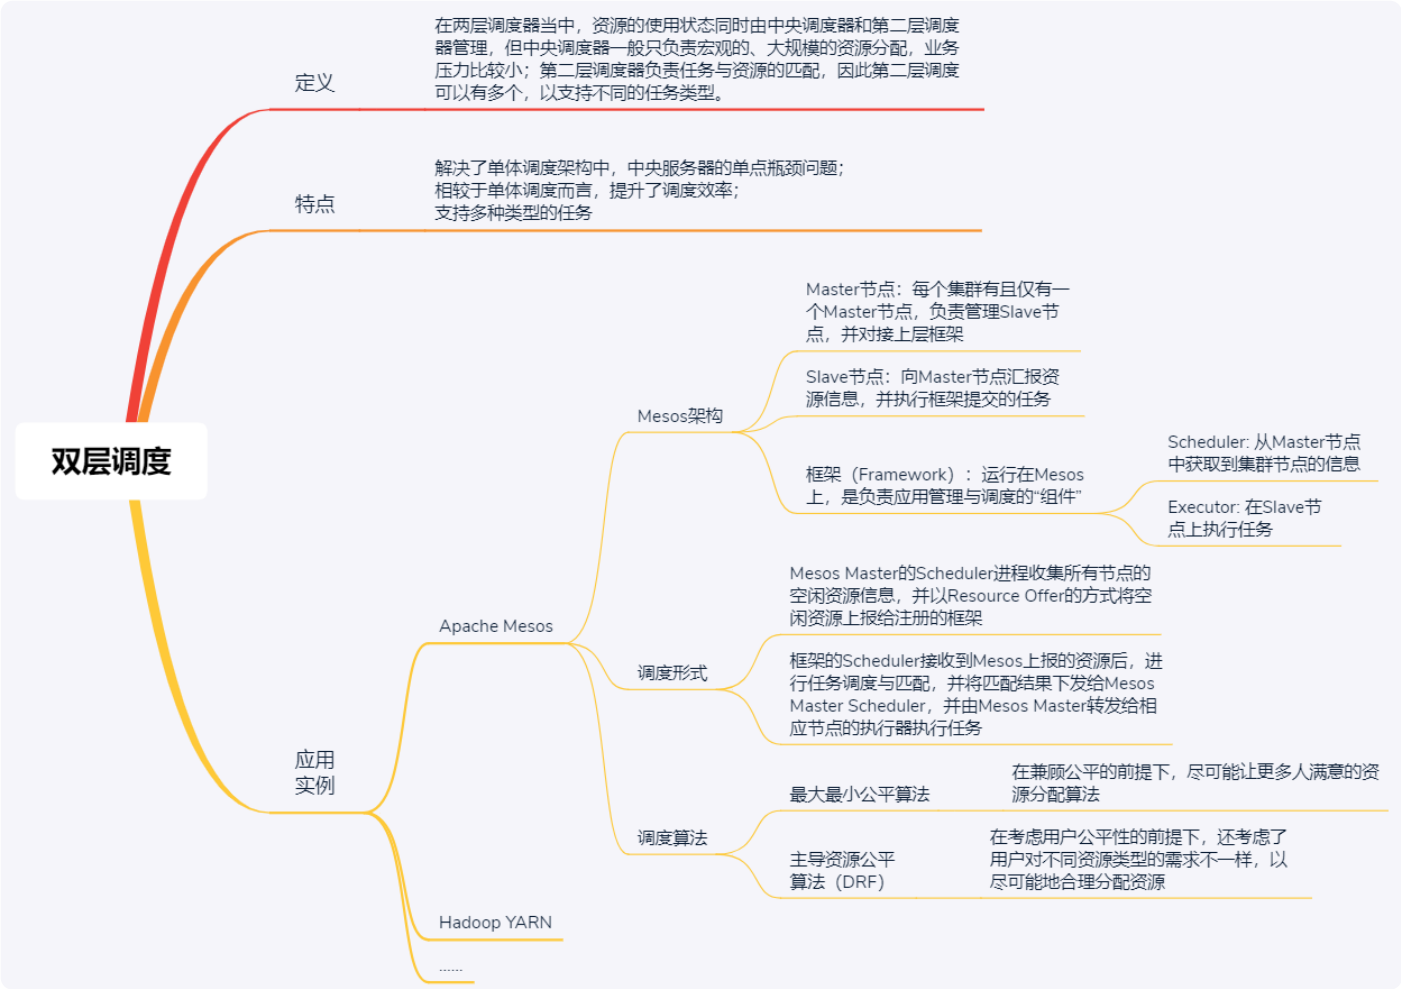 双层调度
定义
在两层调度器当中，资源的使用状态同时由中央调度器和第二层调度
器管理，但中央调度器一般只负责宏观的、大规模的资源分配，业务
压力比较小；第二层调度器负责任务与资源的匹配，因此第二层调度
可以有多个，以支持不同的任务类型。
特点
解决了单体调度架构中，中央服务器的单点瓶颈问题；
相较于单体调度而言，提升了调度效率；
支持多种类型的任务
应用
实例
Apache Mesos
Mesos架构
Master节点：每个集群有且仅有一
个Master节点，负责管理Slave节
点，并对接上层框架
Slave节点：向Master节点汇报资
源信息，并执行框架提交的任务
框架（Framework）：运行在Mesos
上，是负责应用管理与调度的“组件”
Scheduler: 从Master节点
中获取到集群节点的信息
Executor: 在Slave节
点上执行任务
调度形式
Mesos Master的Scheduler进程收集所有节点的
空闲资源信息，并以Resource Offer的方式将空
闲资源上报给注册的框架
框架的Scheduler接收到Mesos上报的资源后，进
行任务调度与匹配，并将匹配结果下发给Mesos
Master Scheduler，并由Mesos Master转发给相
应节点的执行器执行任务
调度算法
最大最小公平算法
在兼顾公平的前提下，尽可能让更多人满意的资
源分配算法
主导资源公平
算法（DRF）
在考虑用户公平性的前提下，还考虑了
用户对不同资源类型的需求不一样，以
尽可能地合理分配资源
Hadoop YARN
......